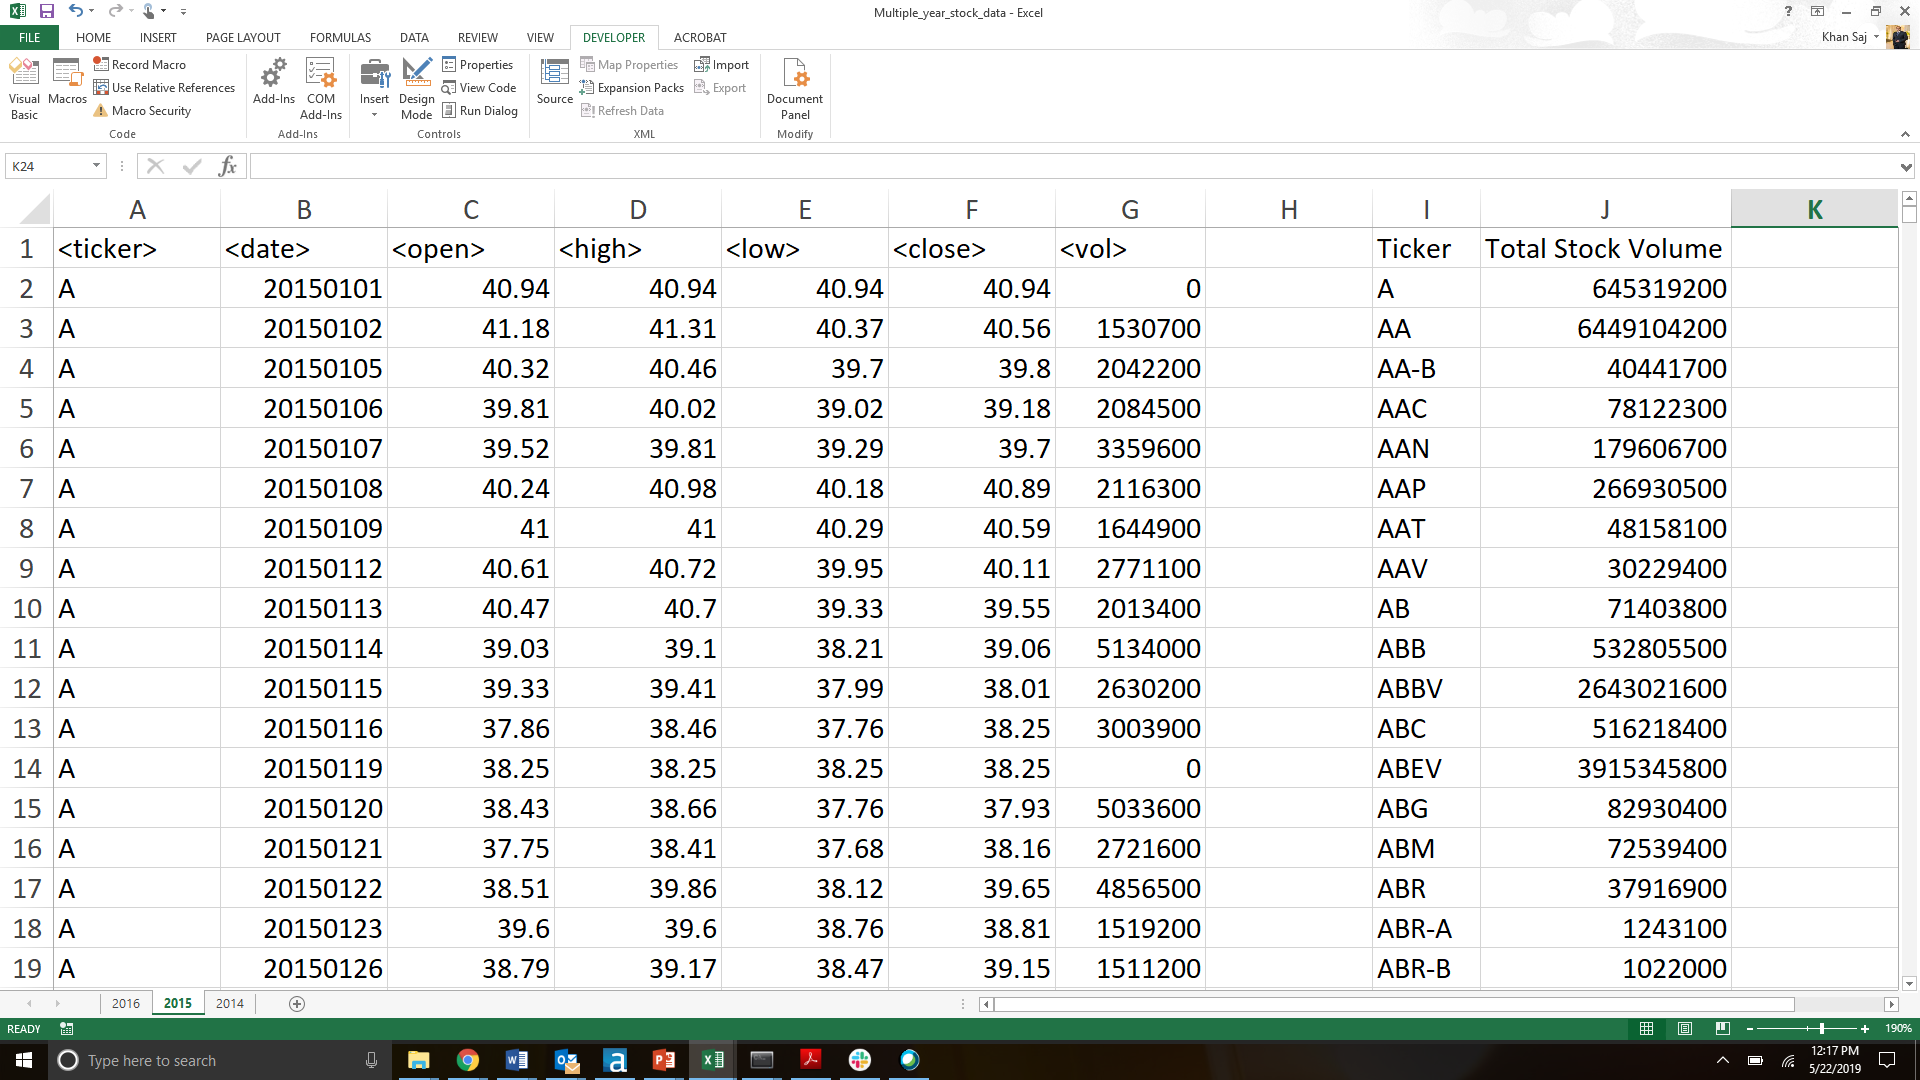 Multiple_year_stock_data - Excel
FILE HOME INSERT PAGE LAYOUT FORMULAS DATA REVIEW VIEW DEVELOPER ACROBAT Khan Saj
Visual Basic Macros Record Macro Use Relative References Macro Security Add-Ins COM Add-Ins Insert Design Mode Properties View Code Run Dialog Source Map Properties Expansion Packs Refresh Data Import Export Document Panel
Code Add-Ins Controls XML Modify
K24 fx
A B C D E F G H I J K
1 <ticker> <date> <open> <high> <low> <close> <vol> Ticker Total Stock Volume
2 A 20150101 40.94 40.94 40.94 40.94 0 A 645319200
3 A 20150102 41.18 41.31 40.37 40.56 1530700 AA 6449104200
4 A 20150105 40.32 40.46 39.7 39.8 2042200 AA-B 40441700
5 A 20150106 39.81 40.02 39.02 39.18 2084500 AAC 78122300
6 A 20150107 39.52 39.81 39.29 39.7 3359600 AAN 179606700
7 A 20150108 40.24 40.98 40.18 40.89 2116300 AAP 266930500
8 A 20150109 41 41 40.29 40.59 1644900 AAT 48158100
9 A 20150112 40.61 40.72 39.95 40.11 2771100 AAV 30229400
10 A 20150113 40.47 40.7 39.33 39.55 2013400 AB 71403800
11 A 20150114 39.03 39.1 38.21 39.06 5134000 ABB 532805500
12 A 20150115 39.33 39.41 37.99 38.01 2630200 ABBV 2643021600
13 A 20150116 37.86 38.46 37.76 38.25 3003900 ABC 516218400
14 A 20150119 38.25 38.25 38.25 38.25 0 ABEV 3915345800
15 A 20150120 38.43 38.66 37.76 37.93 5033600 ABG 82930400
16 A 20150121 37.75 38.41 37.68 38.16 2721600 ABM 72539400
17 A 20150122 38.51 39.86 38.12 39.65 4856500 ABR 37916900
18 A 20150123 39.6 39.6 38.76 38.81 1519200 ABR-A 1243100
19 A 20150126 38.79 39.17 38.47 39.15 1511200 ABR-B 1022000
2016 2015 2014
READY 190%
Type here to search 12:17 PM
5/22/2019